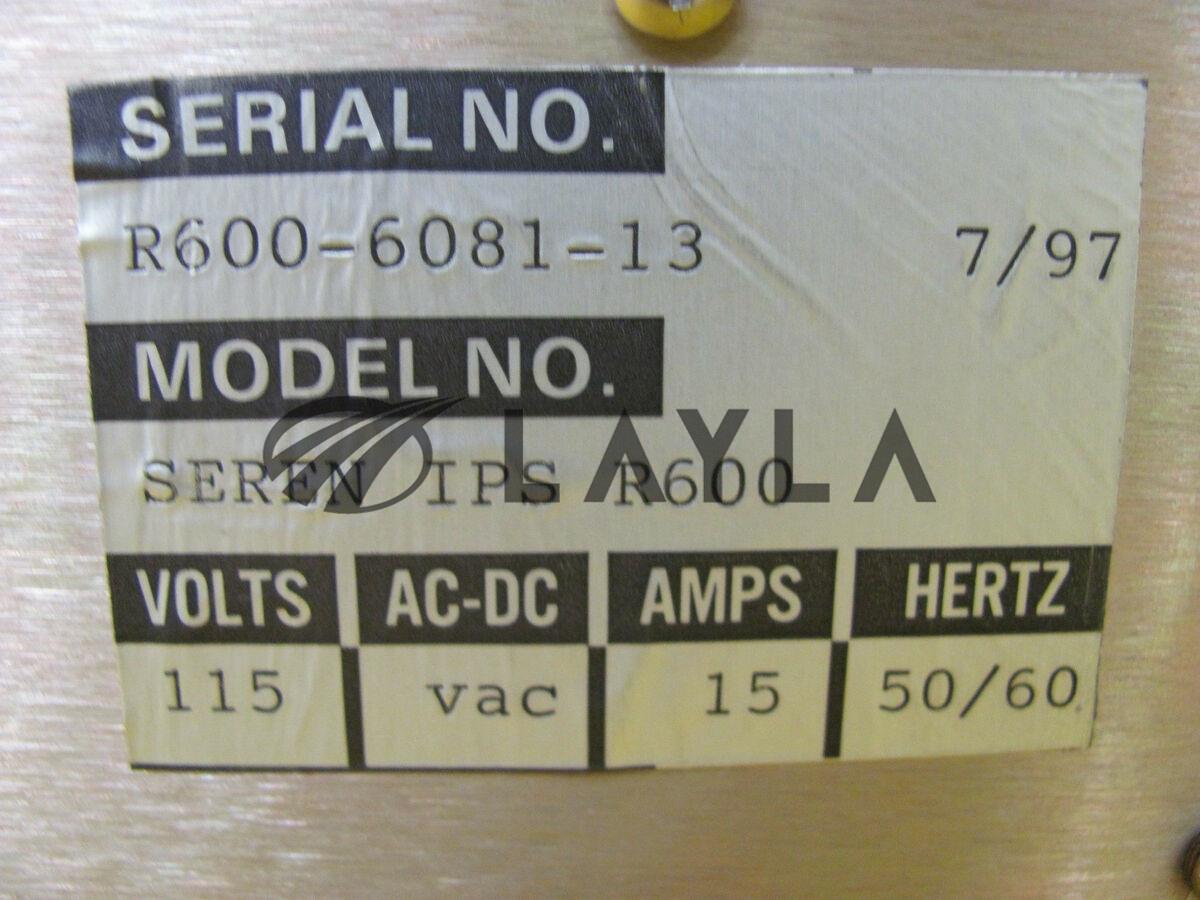 SERIAL NO.
R600-6081-13 7/97
MODEL NO.
LAYLA
SEREN IPS R600
VOLTS AC-DC AMPS HERTZ
115 vac 15 50/60